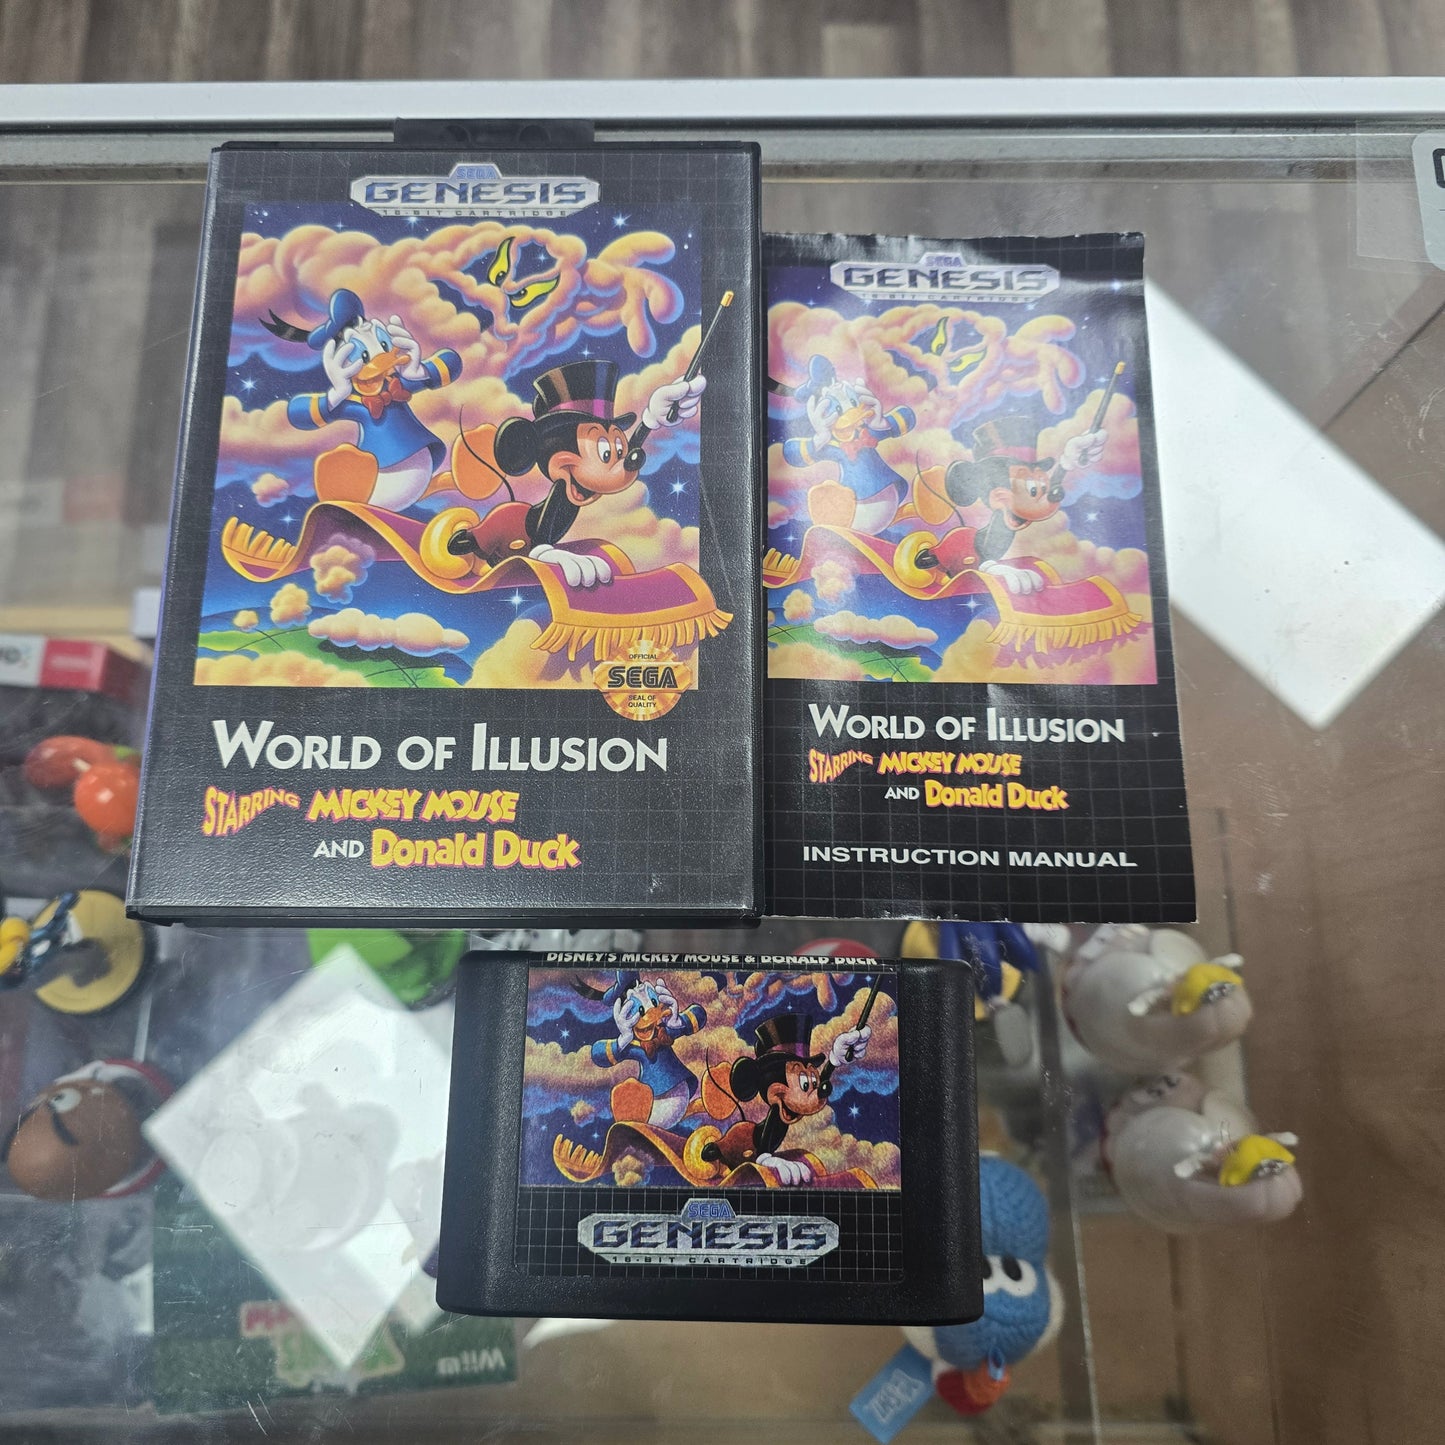 SEGA
GENESIS
16-BIT CARTRIDGE
OFFICIAL
SEGA
SEAL OF
QUALITY
WORLD OF ILLUSION
STARRING MICKEY MOUSE
AND Donald Duck
SEGA
GENESIS
16-BIT CARTRIDGE
WORLD OF ILLUSION
STARRING MICKEY MOUSE
AND Donald Duck
INSTRUCTION MANUAL
DISNEY'S MICKEY MOUSE & DONALD DUCK
SEGA
GENESIS
16-BIT CARTRIDGE
WiiU